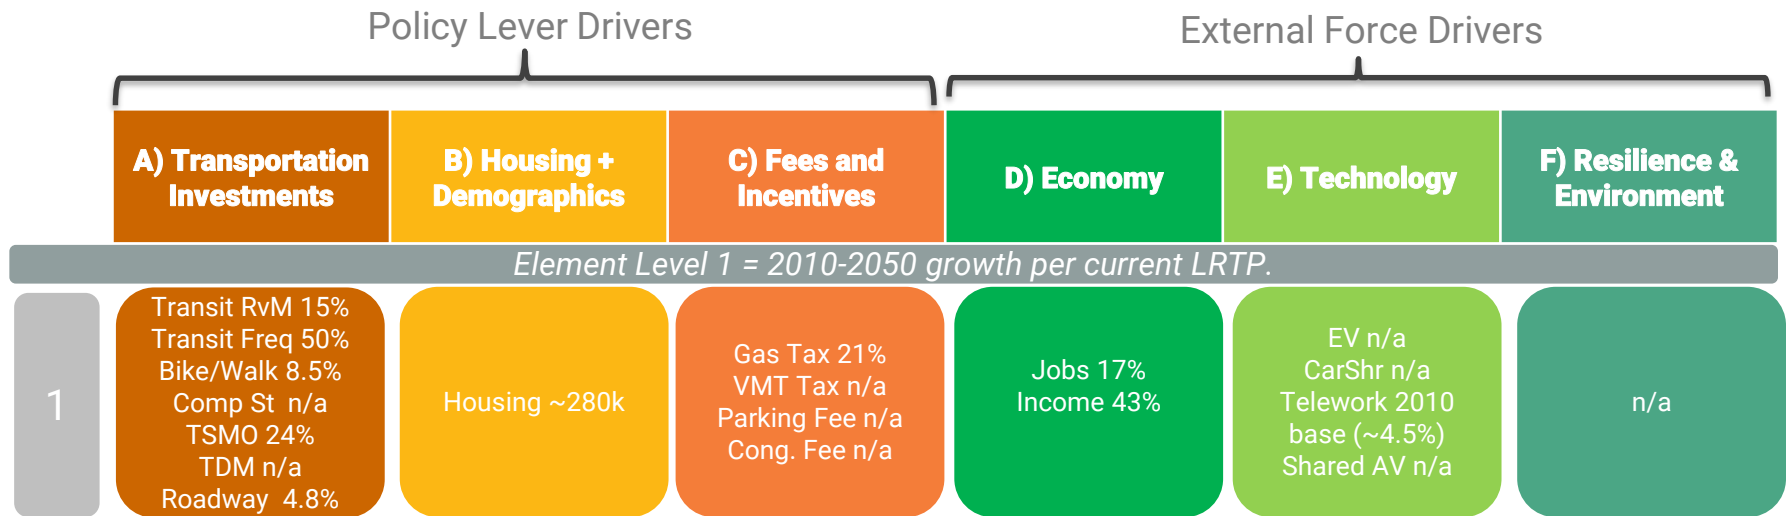 Policy Lever Drivers
External Force Drivers
A) Transportation
Investments
B) Housing +
Demographics
C) Fees and
Incentives
D) Economy
E) Technology
F) Resilience &
Environment
Element Level 1 = 2010-2050 growth per current LRTP.
1
Transit RvM 15%
Transit Freq 50%
Bike/Walk 8.5%
Comp St  n/a
TSMO 24%
TDM n/a
Roadway  4.8%
Housing ~280k
Gas Tax 21%
VMT Tax n/a
Parking Fee n/a
Cong. Fee n/a
Jobs 17%
Income 43%
EV n/a
CarShr n/a
Telework 2010
base (~4.5%)
Shared AV n/a
n/a